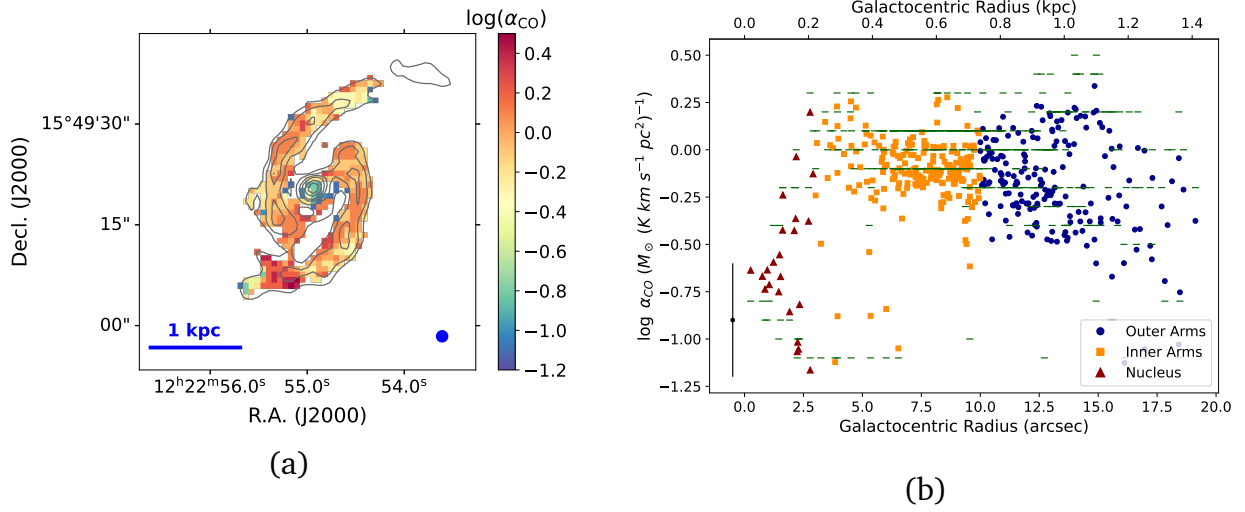 log(α_CO)
0.4
0.2
0.0
−0.2
−0.4
−0.6
−0.8
−1.0
−1.2
15°49'30"
15"
00"
Decl. (J2000)
1 kpc
12ʰ22ᵐ56.0ˢ 55.0ˢ 54.0ˢ
R.A. (J2000)
(a)
Galactocentric Radius (kpc)
0.0 0.2 0.4 0.6 0.8 1.0 1.2 1.4
0.50
0.25
0.00
−0.25
−0.50
−0.75
−1.00
−1.25
log α_CO (M_⊙ (K km s⁻¹ pc²)⁻¹)
Outer Arms
Inner Arms
Nucleus
0.0 2.5 5.0 7.5 10.0 12.5 15.0 17.5 20.0
Galactocentric Radius (arcsec)
(b)